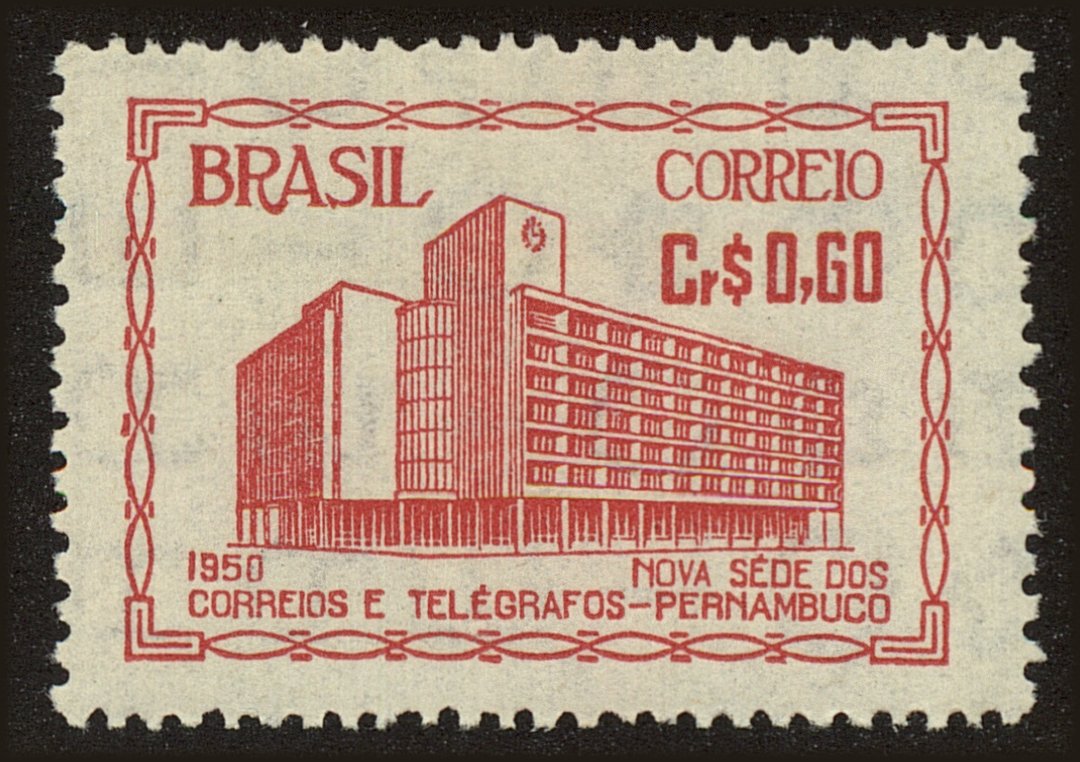 BRASIL CORREIO
Cr$ 0,60
1950 NOVA SÉDE DOS
CORREIOS E TELÉGRAFOS-PERNAMBUCO